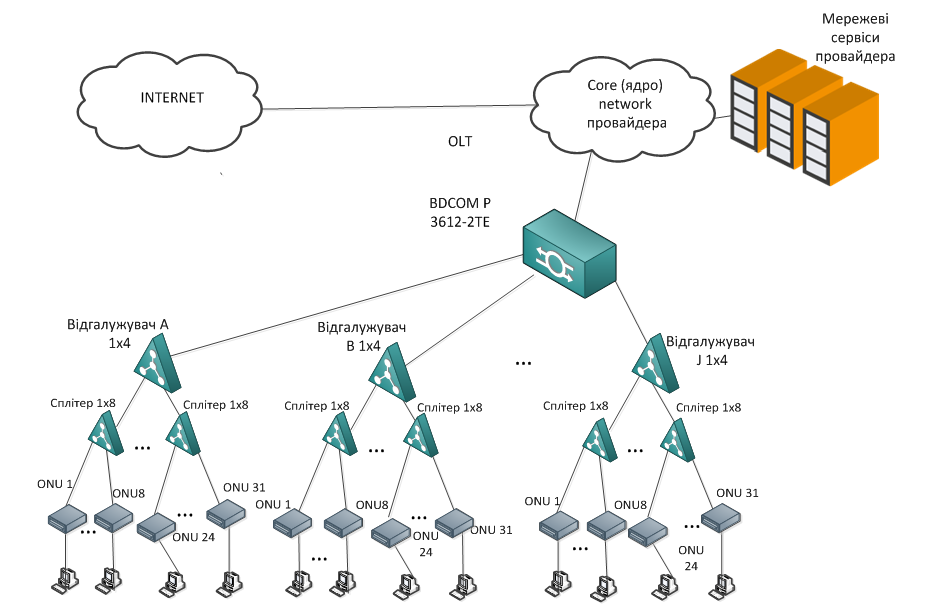 Мережеві
сервіси
провайдера
INTERNET
Core (ядро)
network
провайдера
OLT
BDCOM P
3612-2TE
Відгалужувач А
1x4
Відгалужувач
В 1x4
...
Відгалужувач
J 1x4
Сплітер 1x8
Сплітер 1x8
Сплітер 1x8
Сплітер 1x8
Сплітер 1x8
Сплітер 1x8
...
...
...
ONU 1
ONU8
ONU 31
ONU 1
ONU8
ONU 31
ONU 1
ONU8
ONU 31
...
...
ONU 24
...
...
ONU
24
...
...
ONU
24